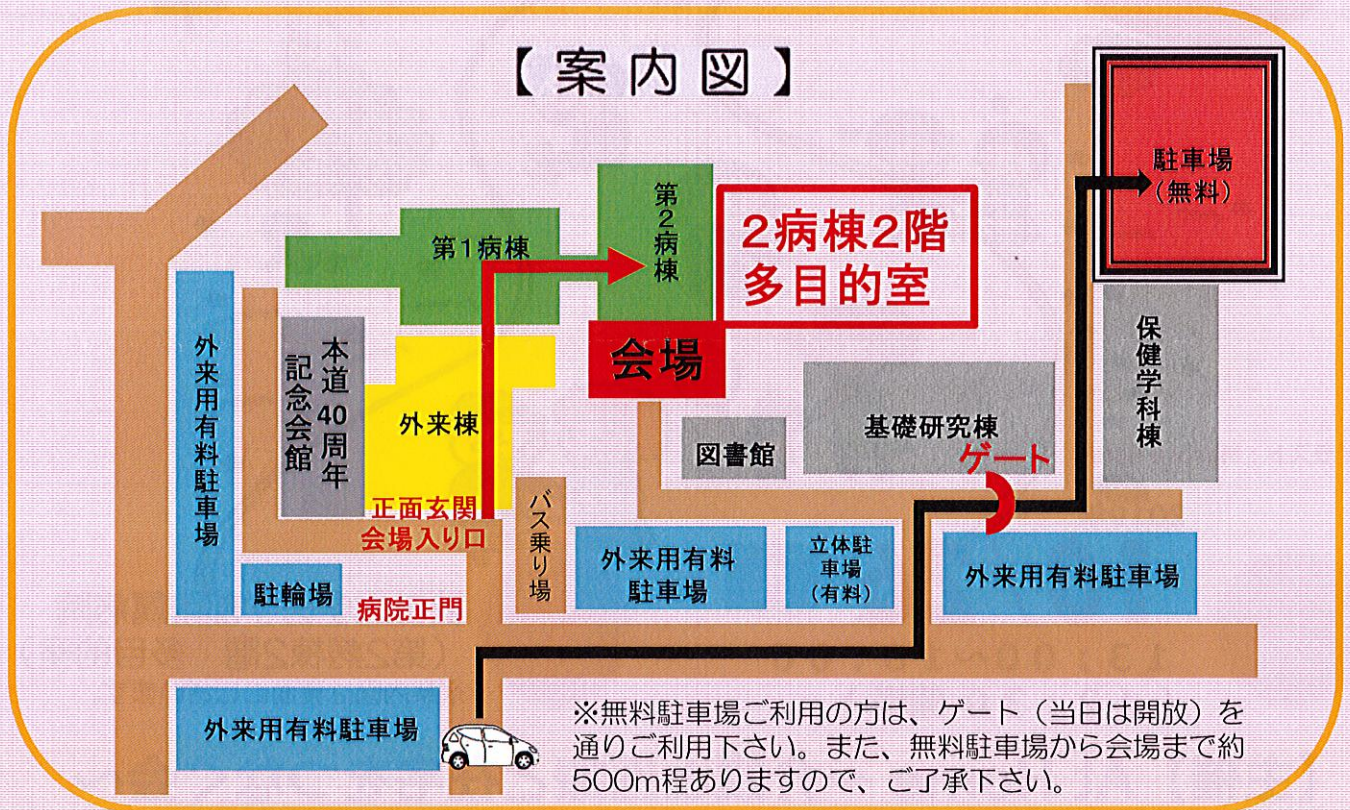 【案内図】
駐車場
(無料)
第2病棟
2病棟2階
多目的室
第1病棟
会場
外来用有料駐車場
本道40周年
記念会館
外来棟
保健学科棟
基礎研究棟
図書館
ゲート
正面玄関
会場入り口
バス乗り場
外来用有料
駐車場
立体駐
車場
(有料)
外来用有料駐車場
駐輪場
病院正門
外来用有料駐車場
※無料駐車場ご利用の方は、ゲート（当日は開放）を
通りご利用下さい。また、無料駐車場から会場まで約
500m程ありますので、ご了承下さい。